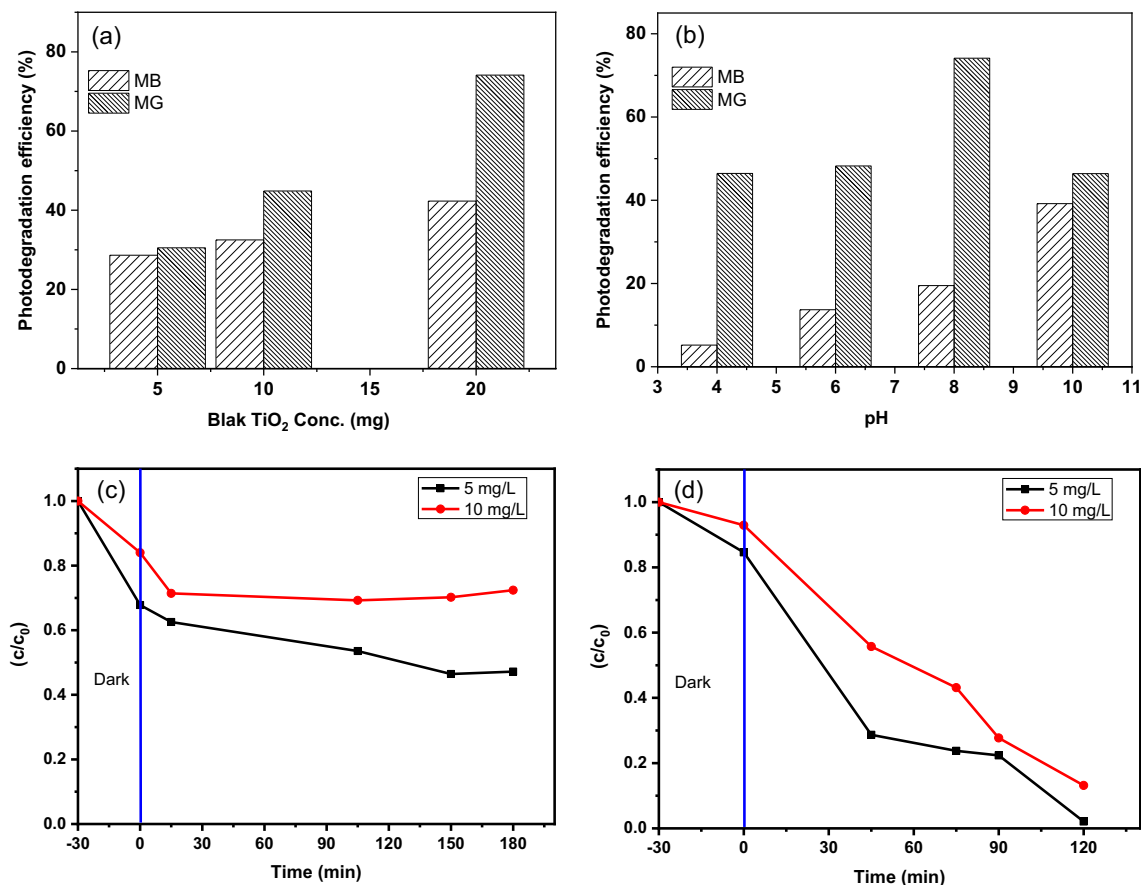 (a)
MB
MG
Photodegradation efficiency (%)
80
60
40
20
0
5
10
15
20
Blak TiO₂ Conc. (mg)
(b)
MB
MG
Photodegradation efficiency (%)
80
60
40
20
0
3
4
5
6
7
8
9
10
11
pH
(c)
5 mg/L
10 mg/L
Dark
(c/c₀)
1.0
0.8
0.6
0.4
0.2
0.0
-30
0
30
60
90
120
150
180
Time (min)
(d)
5 mg/L
10 mg/L
Dark
(c/c₀)
1.0
0.8
0.6
0.4
0.2
0.0
-30
0
30
60
90
120
Time (min)